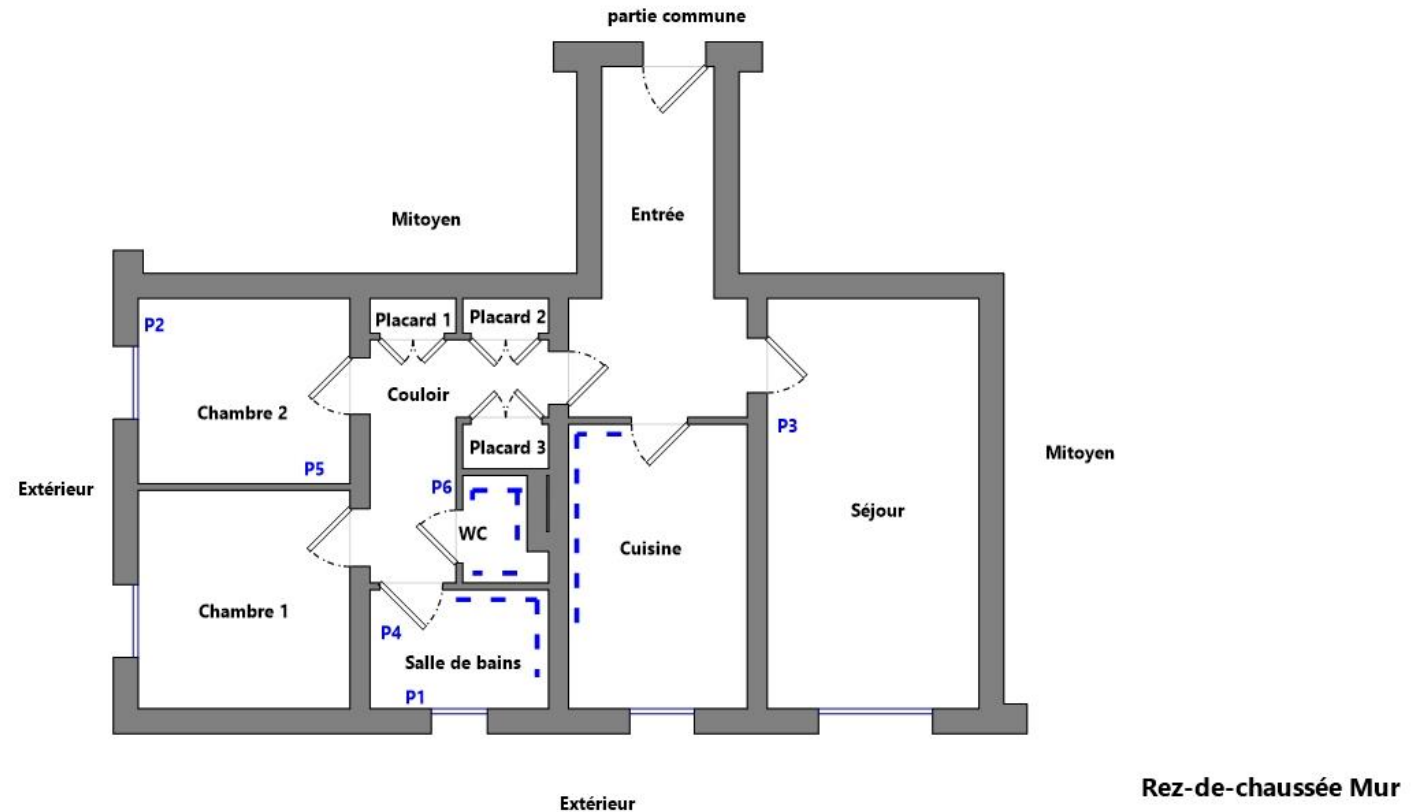 partie commune
Mitoyen
Entrée
P2
Placard 1
Placard 2
Couloir
Chambre 2
P3
Placard 3
Mitoyen
P5
Extérieur
P6
Séjour
WC
Cuisine
Chambre 1
P4
Salle de bains
P1
Rez-de-chaussée Mur
Extérieur